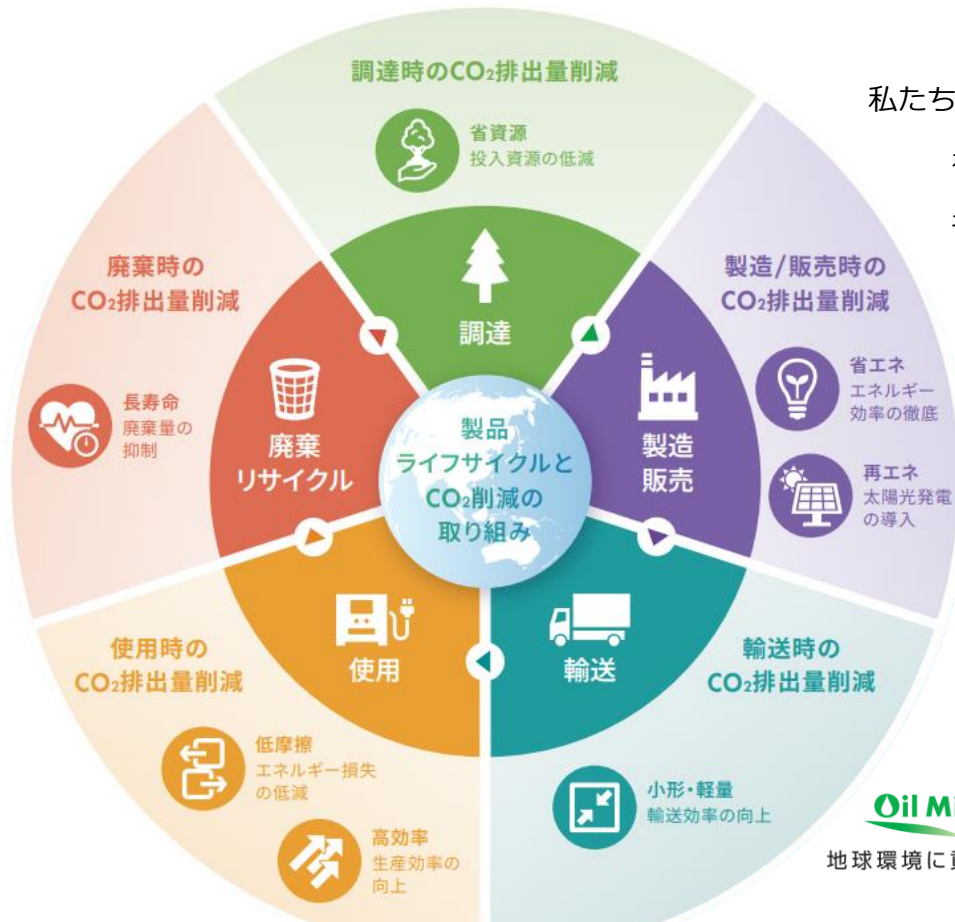 調達時のCO₂排出量削減
省資源
投入資源の低減
調達
私たち
製造/販売時の
CO₂排出量削減
省エネ
エネルギー
効率の徹底
再エネ
太陽光発電
の導入
製造
販売
輸送時の
CO₂排出量削減
小形・軽量
輸送効率の向上
輸送
使用時の
CO₂排出量削減
低摩擦
エネルギー損失
の低減
高効率
生産効率の
向上
使用
廃棄時の
CO₂排出量削減
長寿命
廃棄量の
抑制
廃棄
リサイクル
製品
ライフサイクルと
CO₂削減の
取り組み
Oil Mi
地球環境に